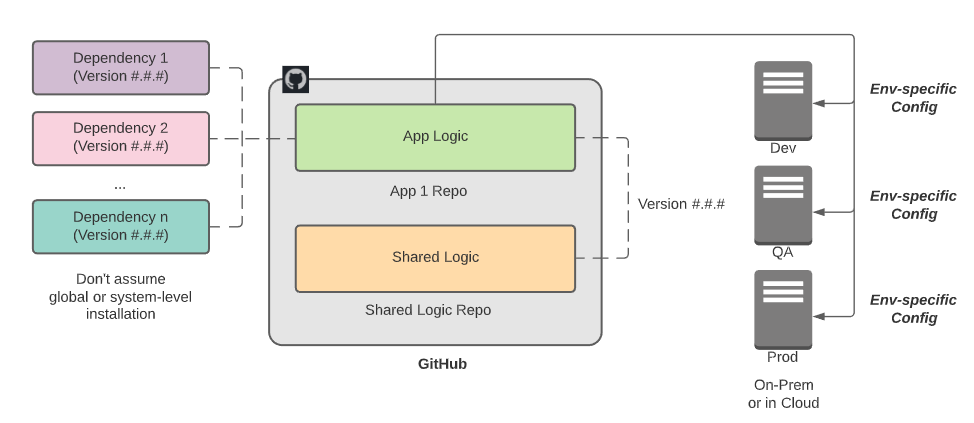 Dependency 1
(Version #.#.#)
Dependency 2
(Version #.#.#)
...
Dependency n
(Version #.#.#)
Don't assume
global or system-level
installation
App Logic
App 1 Repo
Shared Logic
Shared Logic Repo
GitHub
Version #.#.#
Dev
Env-specific
Config
QA
Env-specific
Config
Prod
Env-specific
Config
On-Prem
or in Cloud